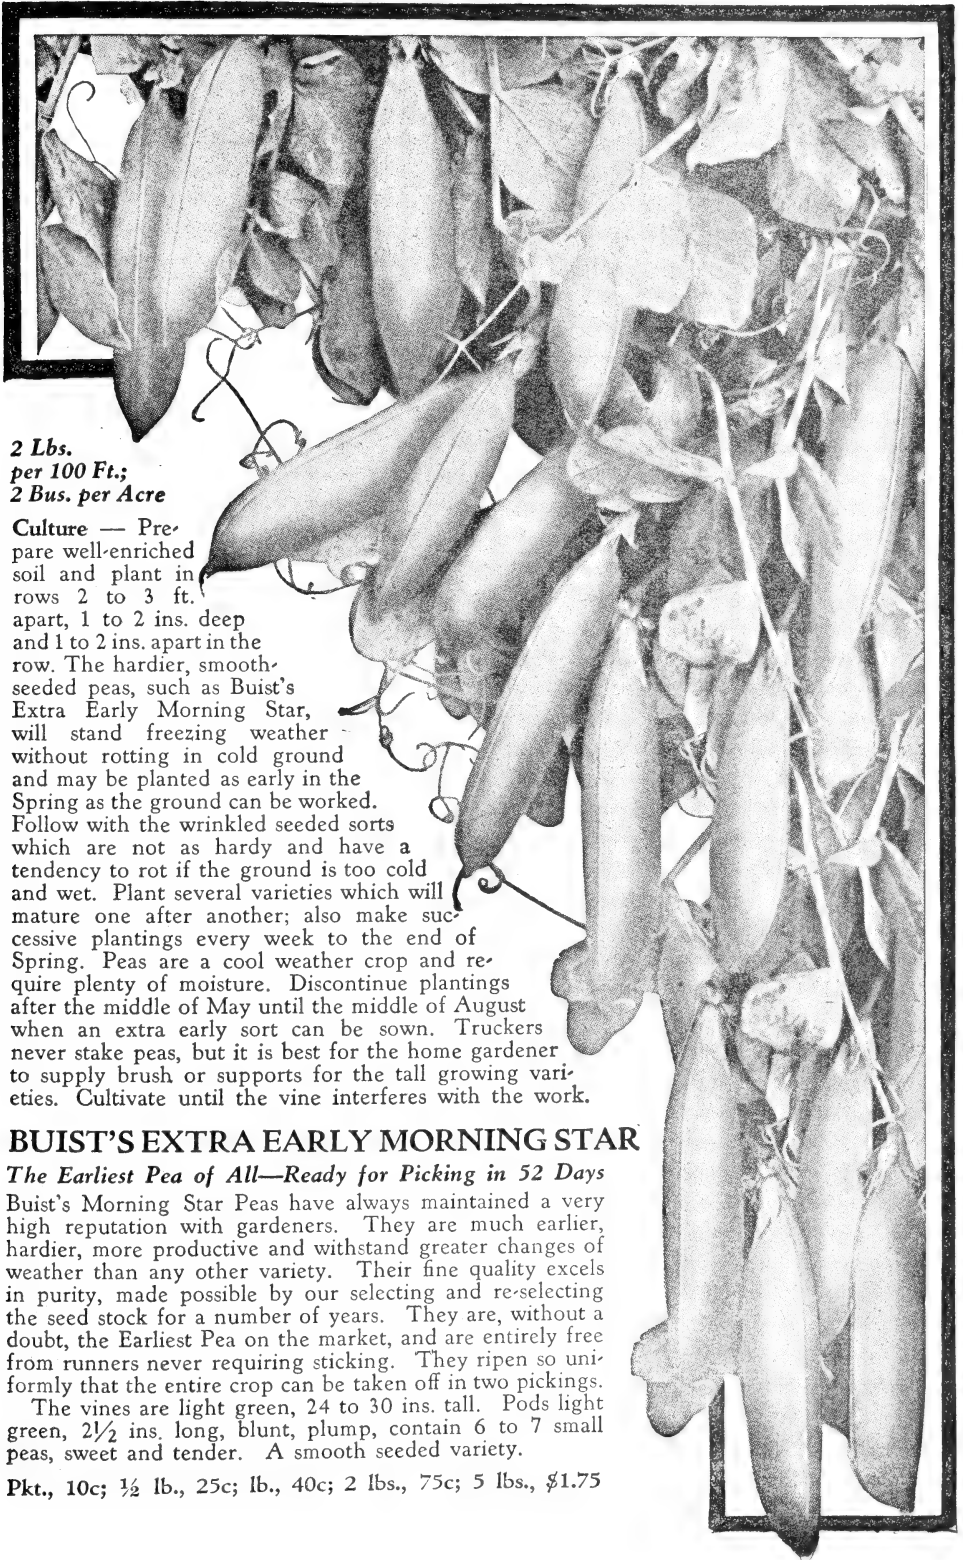 2 Lbs.
per 100 Ft.;
2 Bus. per Acre
Culture — Pre-
pare well-enriched
soil and plant in
rows 2 to 3 ft.
apart, 1 to 2 ins. deep
and 1 to 2 ins. apart in the
row. The hardier, smooth-
seeded peas, such as Buist's
Extra Early Morning Star,
will stand freezing weather
without rotting in cold ground
and may be planted as early in the
Spring as the ground can be worked.
Follow with the wrinkled seeded sorts
which are not as hardy and have a
tendency to rot if the ground is too cold
and wet. Plant several varieties which will
mature one after another; also make suc-
cessive plantings every week to the end of
Spring. Peas are a cool weather crop and re-
quire plenty of moisture. Discontinue plantings
after the middle of May until the middle of August
when an extra early sort can be sown. Truckers
never stake peas, but it is best for the home gardener
to supply brush or supports for the tall growing vari-
eties. Cultivate until the vine interferes with the work.
BUIST'S EXTRA EARLY MORNING STAR
The Earliest Pea of All—Ready for Picking in 52 Days
Buist's Morning Star Peas have always maintained a very
high reputation with gardeners. They are much earlier,
hardier, more productive and withstand greater changes of
weather than any other variety. Their fine quality excels
in purity, made possible by our selecting and re-selecting
the seed stock for a number of years. They are, without a
doubt, the Earliest Pea on the market, and are entirely free
from runners never requiring sticking. They ripen so uni-
formly that the entire crop can be taken off in two pickings.
The vines are light green, 24 to 30 ins. tall. Pods light
green, 2½ ins. long, blunt, plump, contain 6 to 7 small
peas, sweet and tender. A smooth seeded variety.
Pkt., 10c; ½ lb., 25c; lb., 40c; 2 lbs., 75c; 5 lbs., $1.75